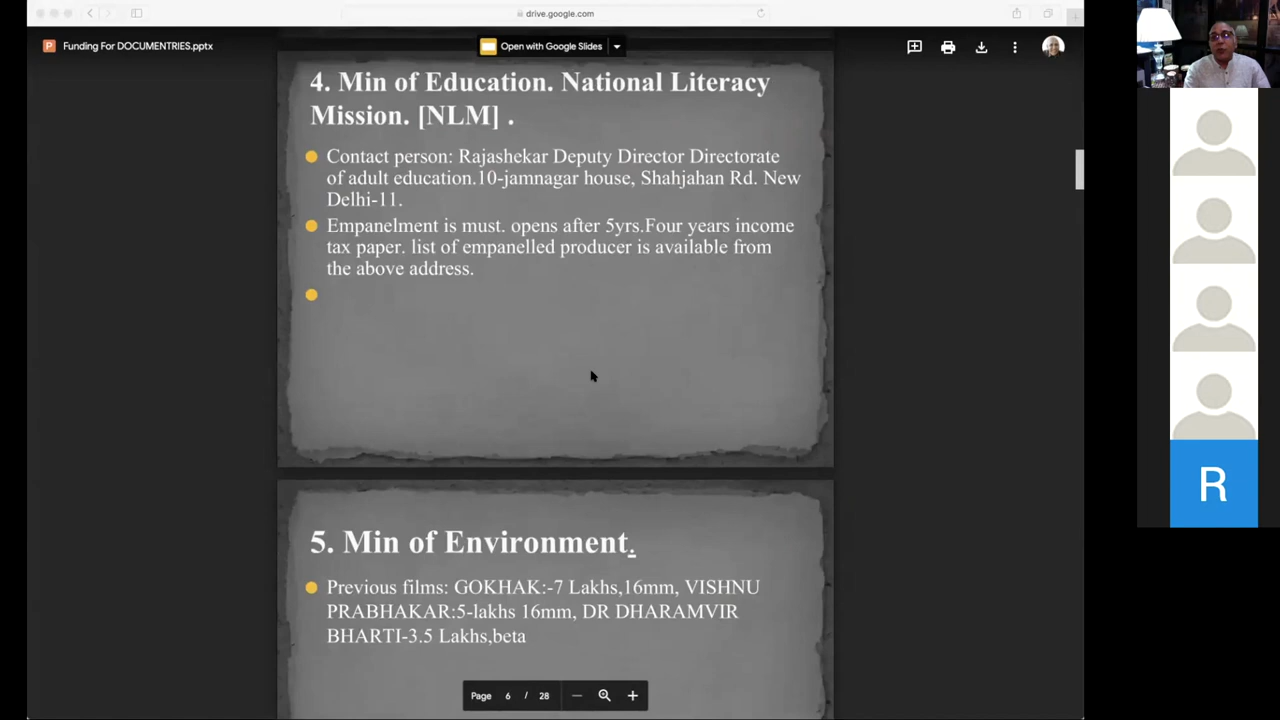 drive.google.com
P Funding For DOCUMENTRIES.pptx
Open with Google Slides
4. Min of Education. National Literacy
Mission. [NLM] .
Contact person: Rajashekar Deputy Director Directorate
of adult education.10-jamnagar house, Shahjahan Rd. New
Delhi-11.
Empanelment is must. opens after 5yrs.Four years income
tax paper. list of empanelled producer is available from
the above address.
5. Min of Environment.
Previous films: GOKHAK:-7 Lakhs,16mm, VISHNU
PRABHAKAR:5-lakhs 16mm, DR DHARAMVIR
BHARTI-3.5 Lakhs,beta
Page 6 / 28
R